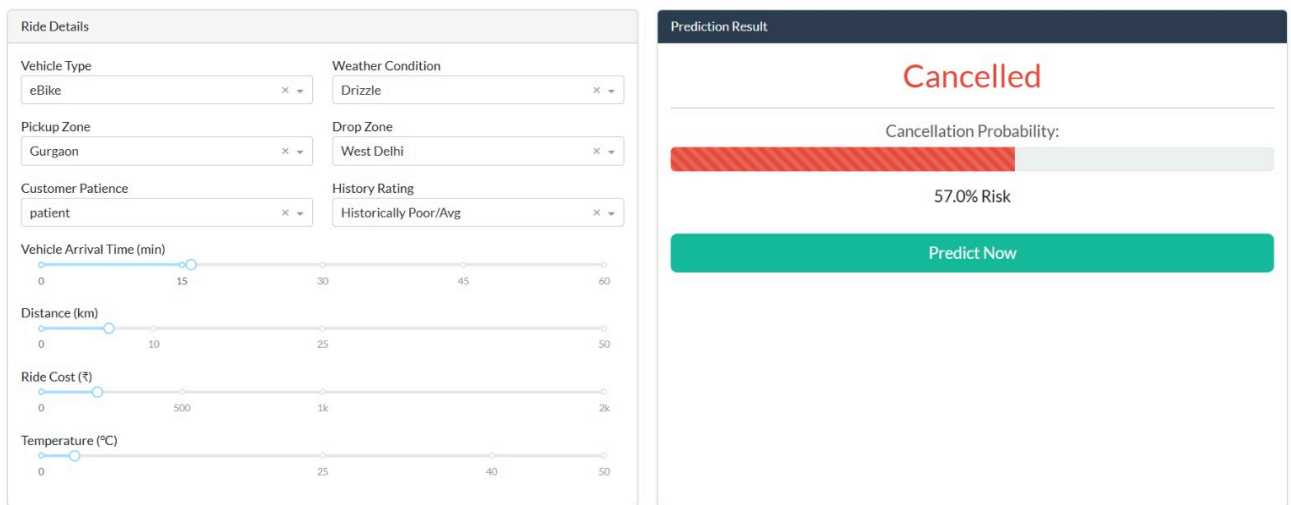 Ride Details
Vehicle Type
Weather Condition
eBike
Drizzle
Pickup Zone
Drop Zone
Gurgaon
West Delhi
Customer Patience
History Rating
patient
Historically Poor/Avg
Vehicle Arrival Time (min)
0 15 30 45 60
Distance (km)
0 10 25 50
Ride Cost (₹)
0 500 1k 2k
Temperature (°C)
0 25 40 50
Prediction Result
Cancelled
Cancellation Probability:
57.0% Risk
Predict Now